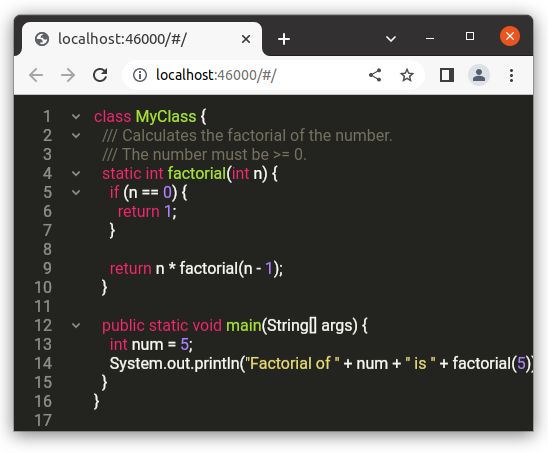 localhost:46000/#/
localhost:46000/#/
1 class MyClass {
2 /// Calculates the factorial of the number.
3 /// The number must be >= 0.
4 static int factorial(int n) {
5 if (n == 0) {
6 return 1;
7 }
8
9 return n * factorial(n - 1);
10 }
11
12 public static void main(String[] args) {
13 int num = 5;
14 System.out.println("Factorial of " + num + " is " + factorial(5))
15 }
16 }
17